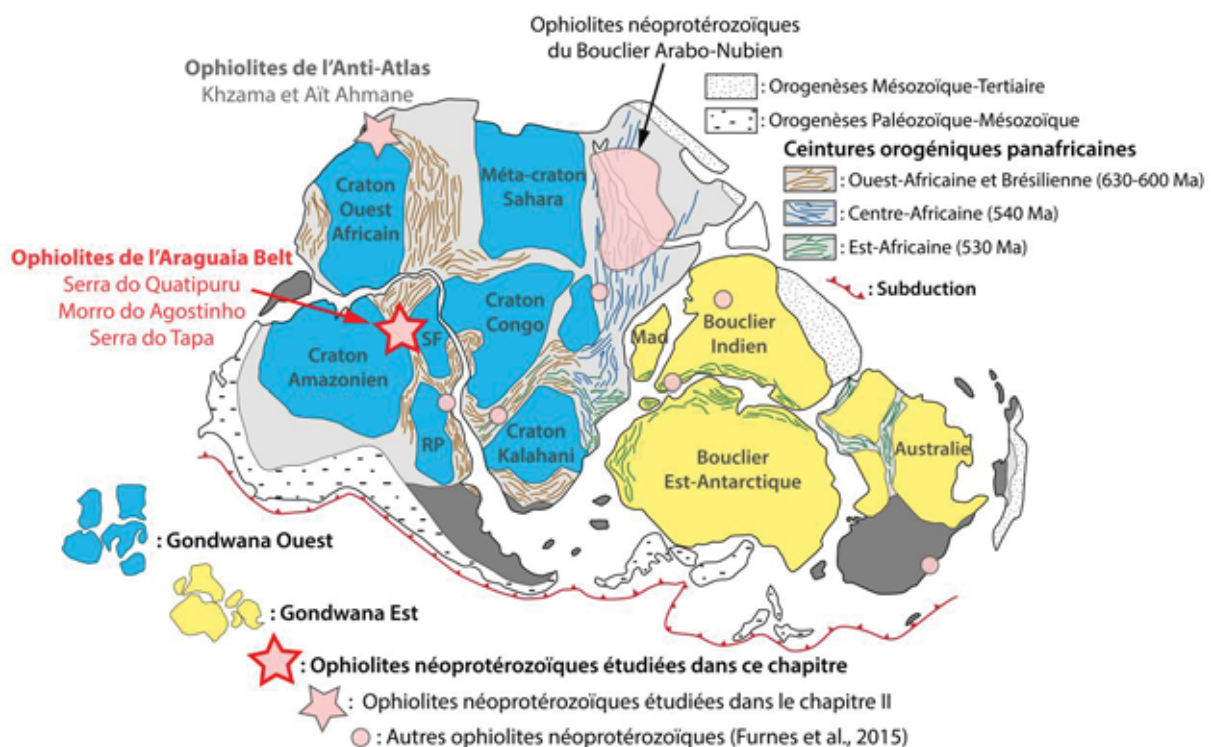 Ophiolites néoprotérozoïques
du Bouclier Arabo-Nubien
Ophiolites de l'Anti-Atlas
Khzama et Aït Ahmane
: Orogenèses Mésozoïque-Tertiaire
: Orogenèses Paléozoïque-Mésozoïque
Ceintures orogéniques panafricaines
: Ouest-Africaine et Brésilienne (630-600 Ma)
: Centre-Africaine (540 Ma)
: Est-Africaine (530 Ma)
: Subduction
Craton
Ouest
Africain
Méta-craton
Sahara
Ophiolites de l'Araguaia Belt
Serra do Quatipuru
Morro do Agostinho
Serra do Tapa
Craton
Congo
SF
Craton
Amazonien
RP
Craton
Kalahani
Mad
Bouclier
Indien
Bouclier
Est-Antarctique
Australie
: Gondwana Ouest
: Gondwana Est
: Ophiolites néoprotérozoïques étudiées dans ce chapitre
: Ophiolites néoprotérozoïques étudiées dans le chapitre II
: Autres ophiolites néoprotérozoïques (Furnes et al., 2015)